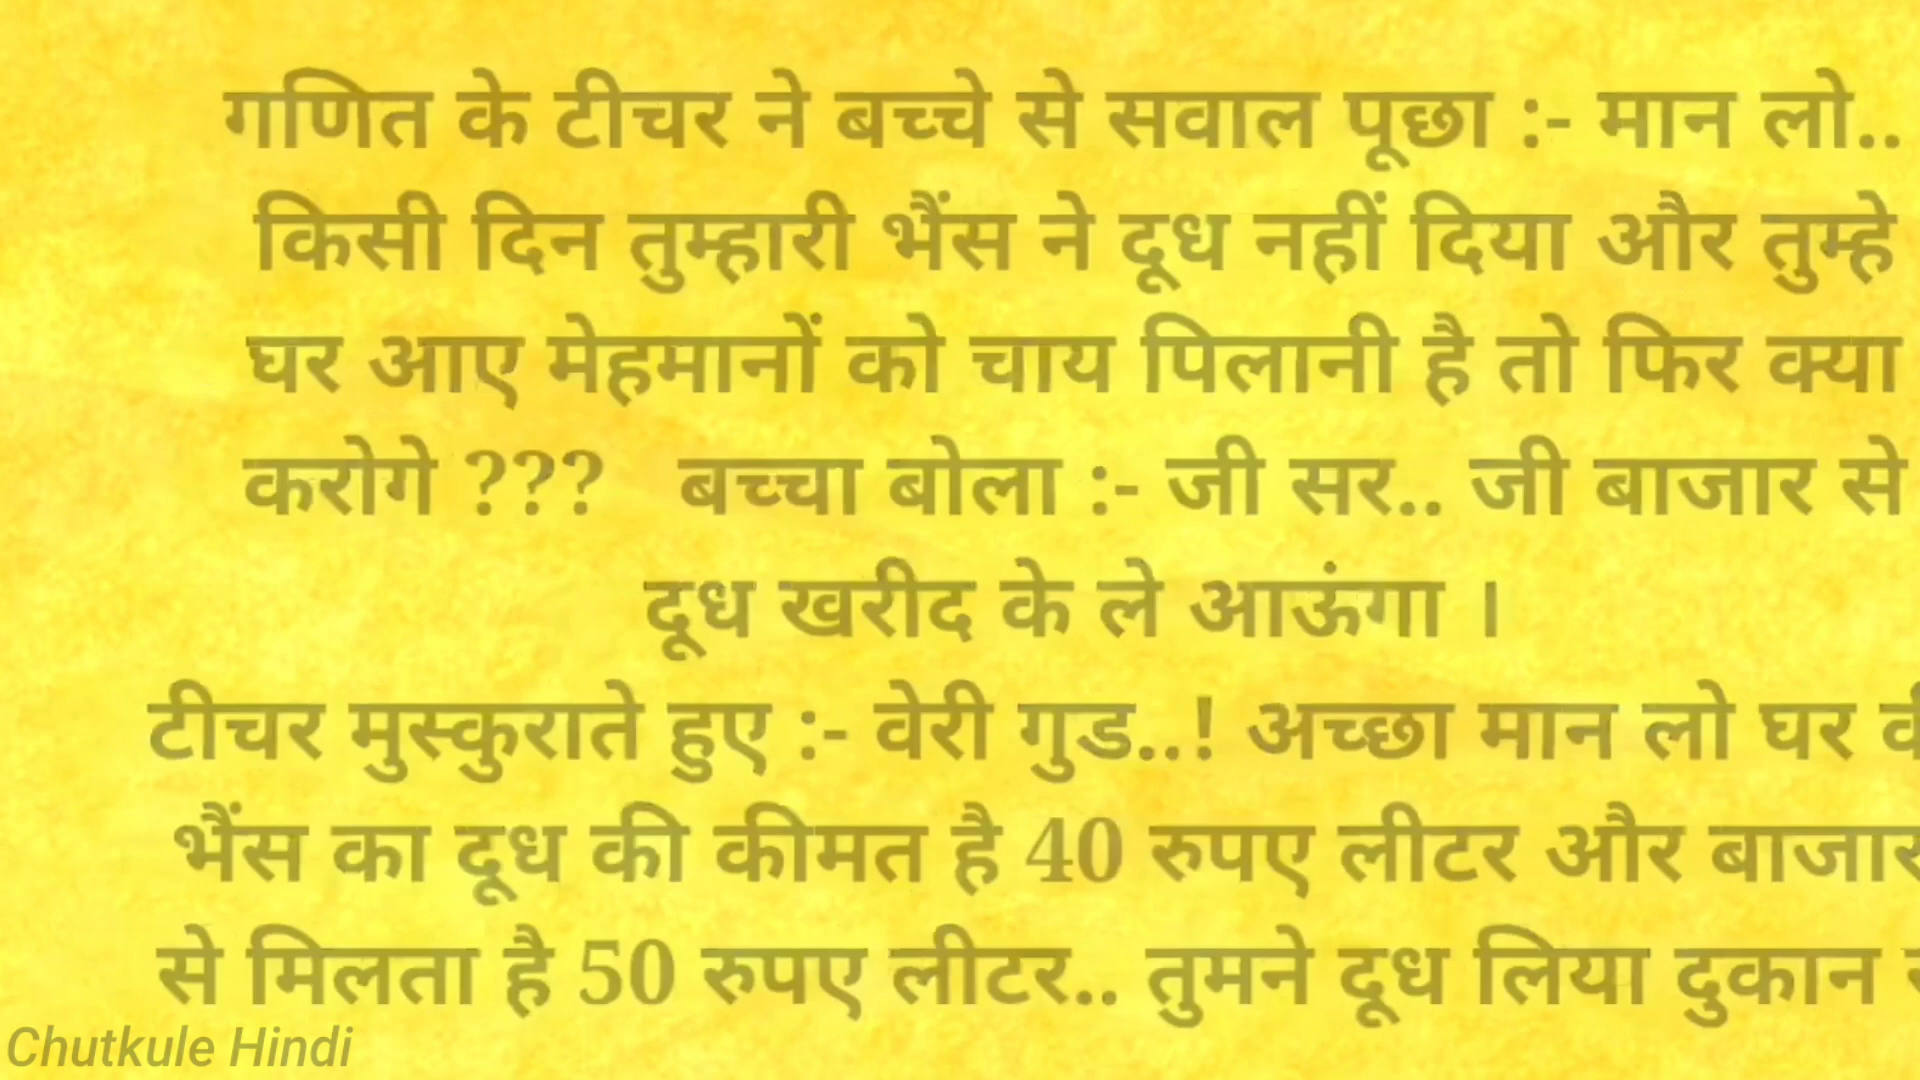 गणित के टीचर ने बच्चे से सवाल पूछा :- मान लो..
किसी दिन तुम्हारी भैंस ने दूध नहीं दिया और तुम्हे
घर आए मेहमानों को चाय पिलानी है तो फिर क्या
करोगे ??? बच्चा बोला :- जी सर.. जी बाजार से
दूध खरीद के ले आऊंगा ।
टीचर मुस्कुराते हुए :- वेरी गुड..! अच्छा मान लो घर
भैंस का दूध की कीमत है 40 रुपए लीटर और बाजार
से मिलता है 50 रुपए लीटर.. तुमने दूध लिया दुकान
Chutkule Hindi